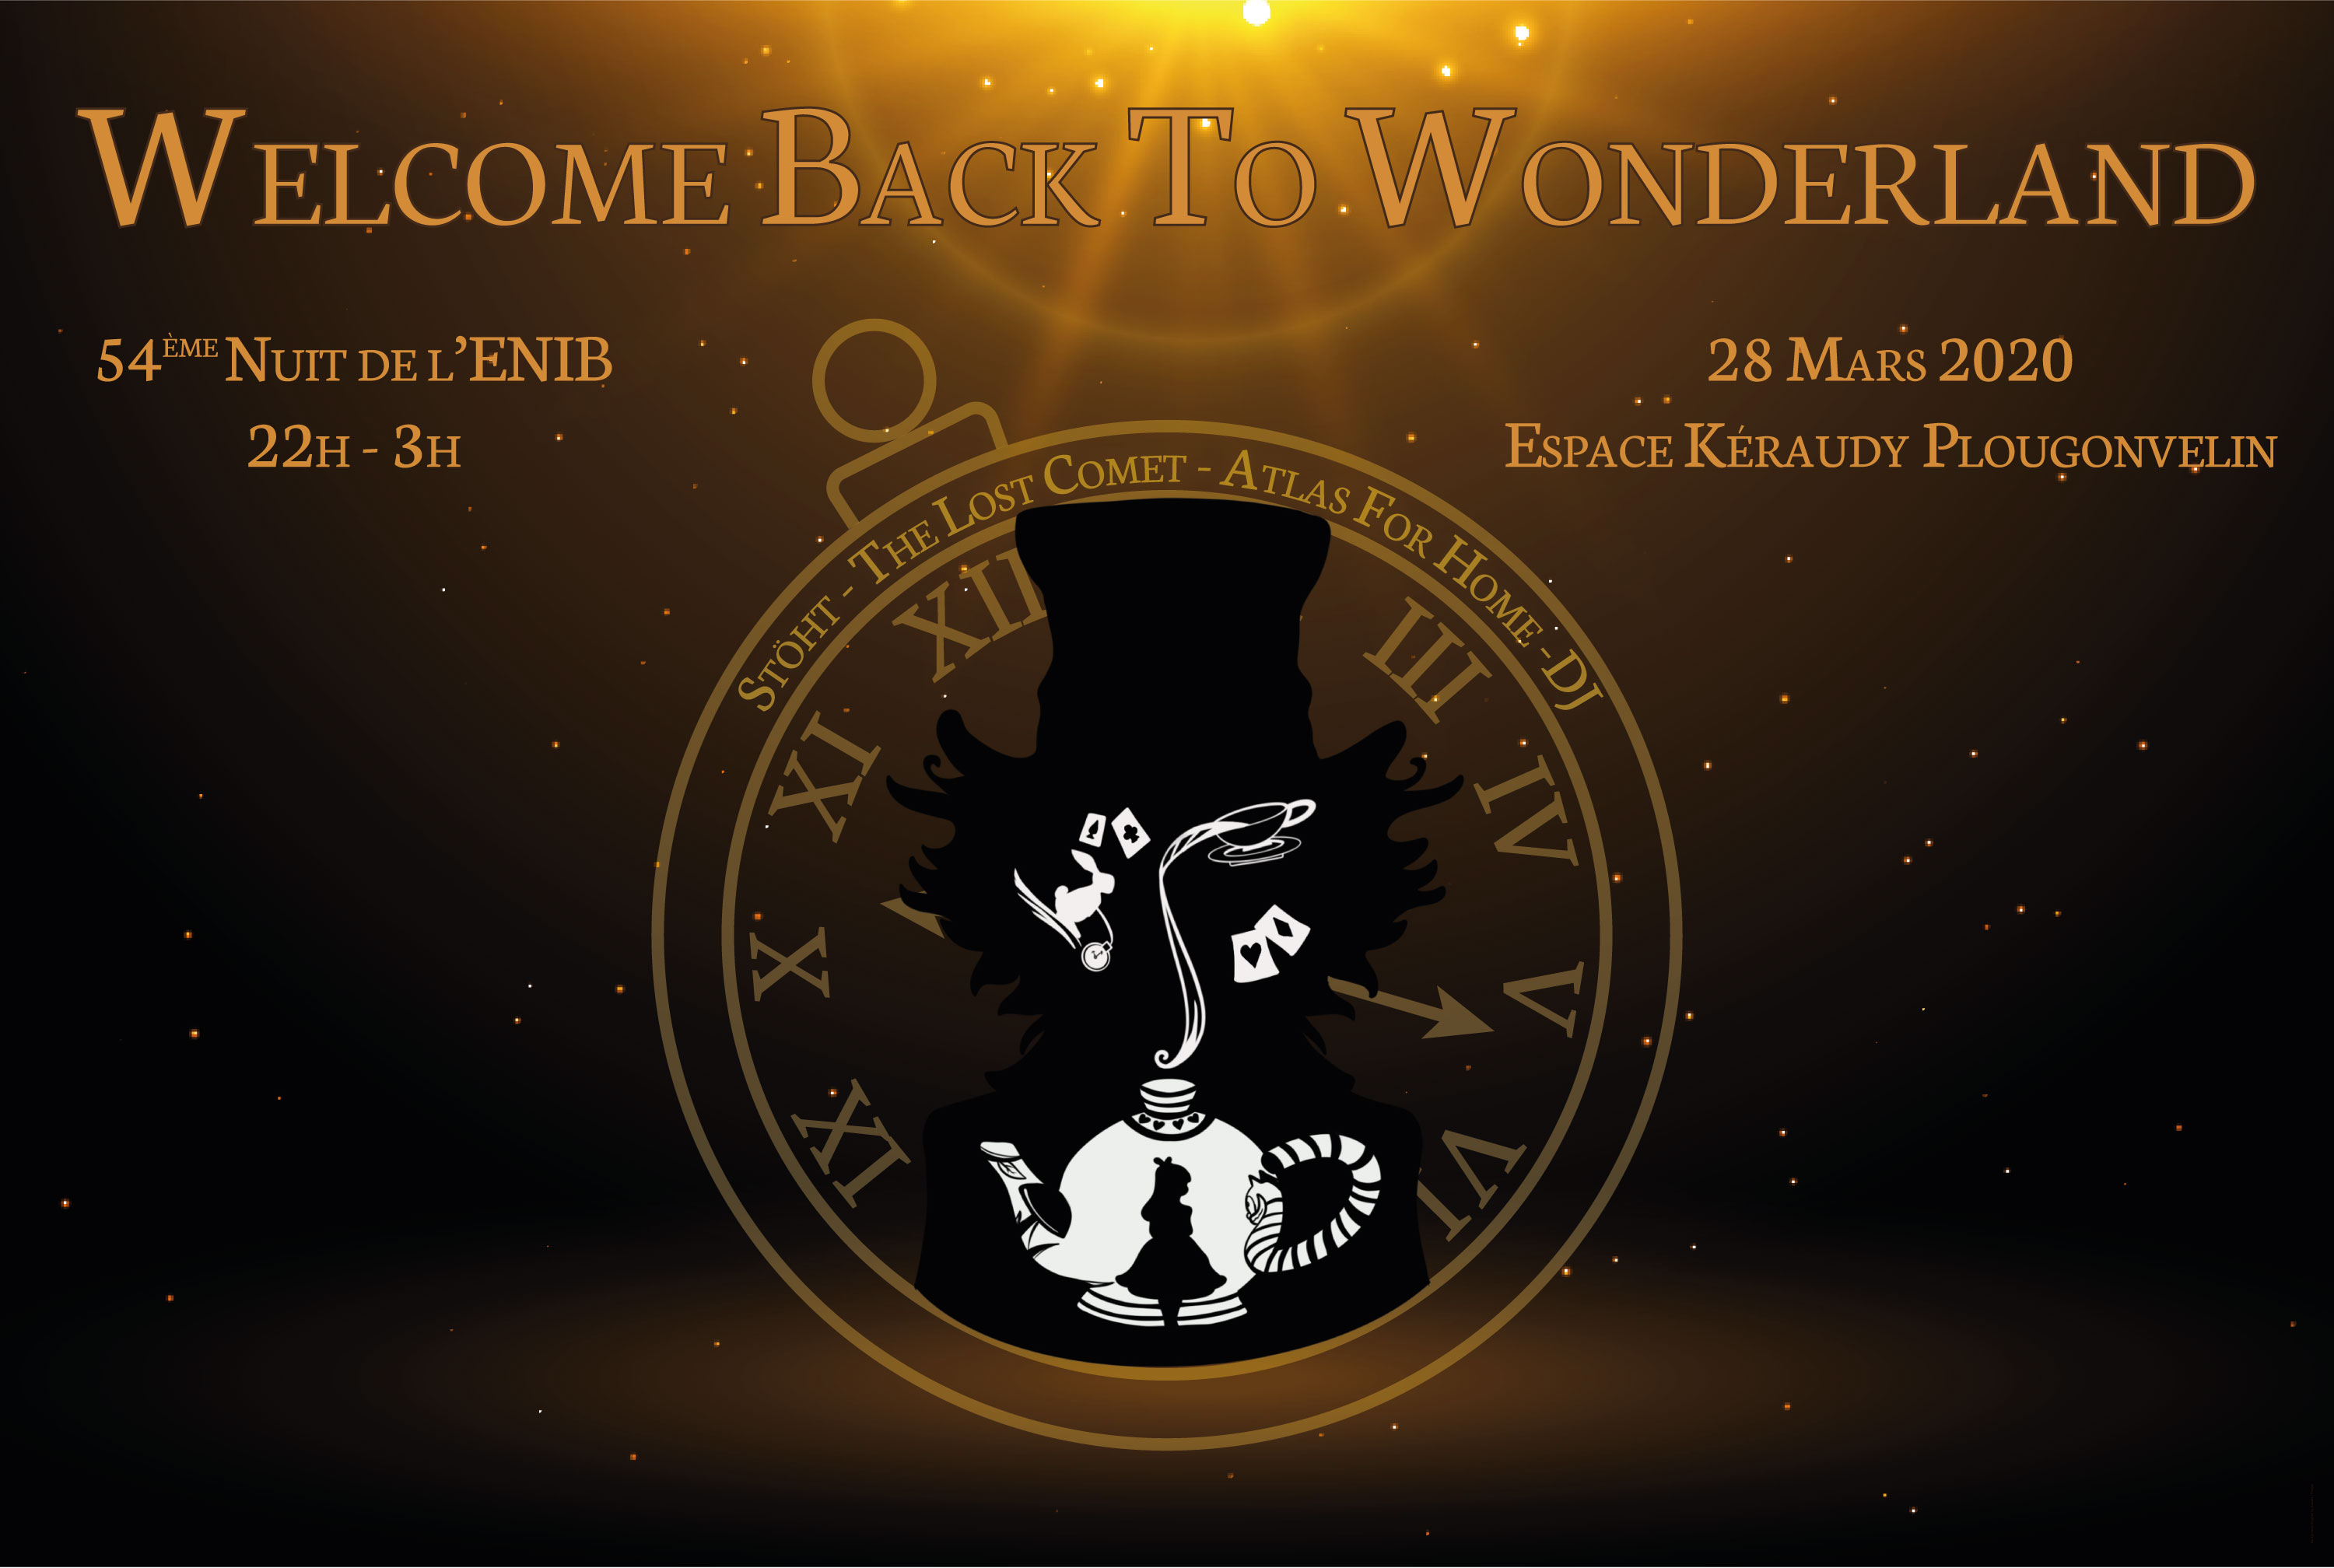 Welcome Back To Wonderland
54ème Nuit de l'ENIB
22h - 3h
28 Mars 2020
Espace Kéraudy Plougonvelin
Stöht - The Lost Comet - Atlas For Home - DJ
XII
III
XI
IV
X
V
IX
VI